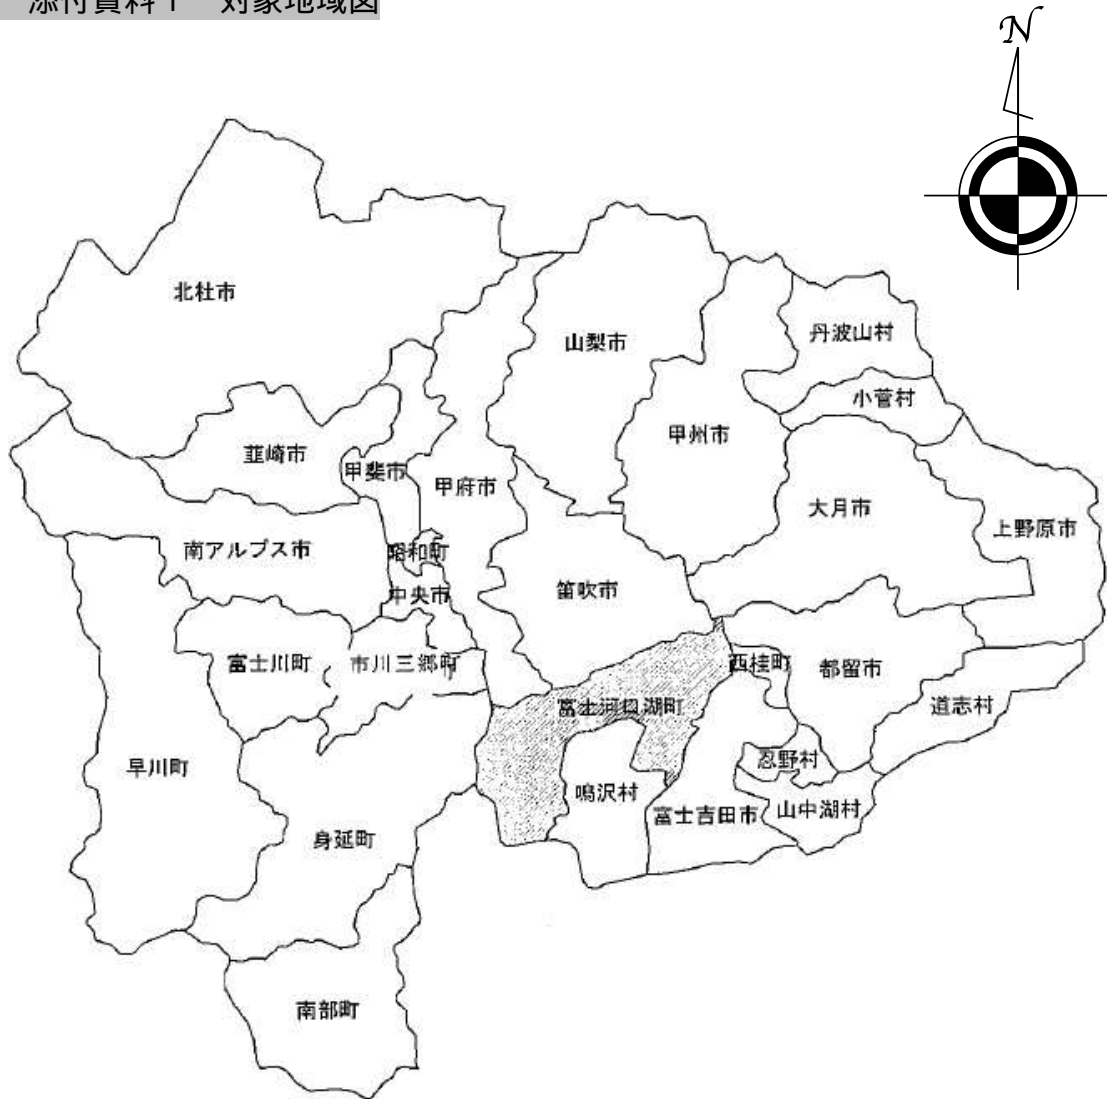 添付資料1 対象地域図
N
北杜市
山梨市
丹波山村
小菅村
甲州市
韮崎市
甲斐市
甲府市
大月市
上野原市
南アルプス市
昭和町
中央市
笛吹市
富士川町
市川三郷町
西桂町
都留市
道志村
富士河口湖町
忍野村
早川町
鳴沢村
富士吉田市
山中湖村
身延町
南部町